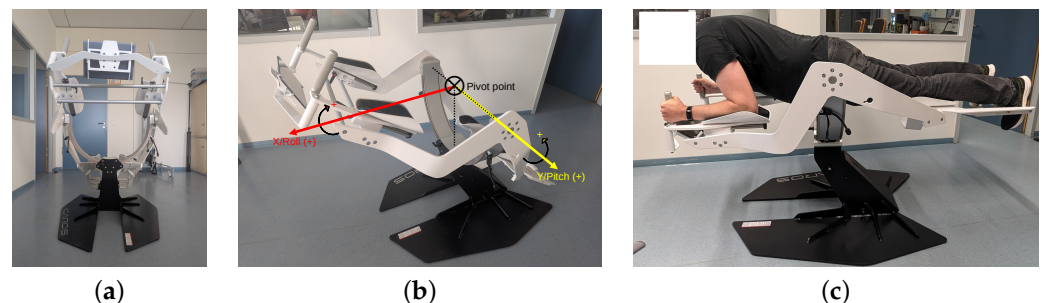 Pivot point
+
X/Roll (+)
+
Y/Pitch (+)
(a)
(b)
(c)